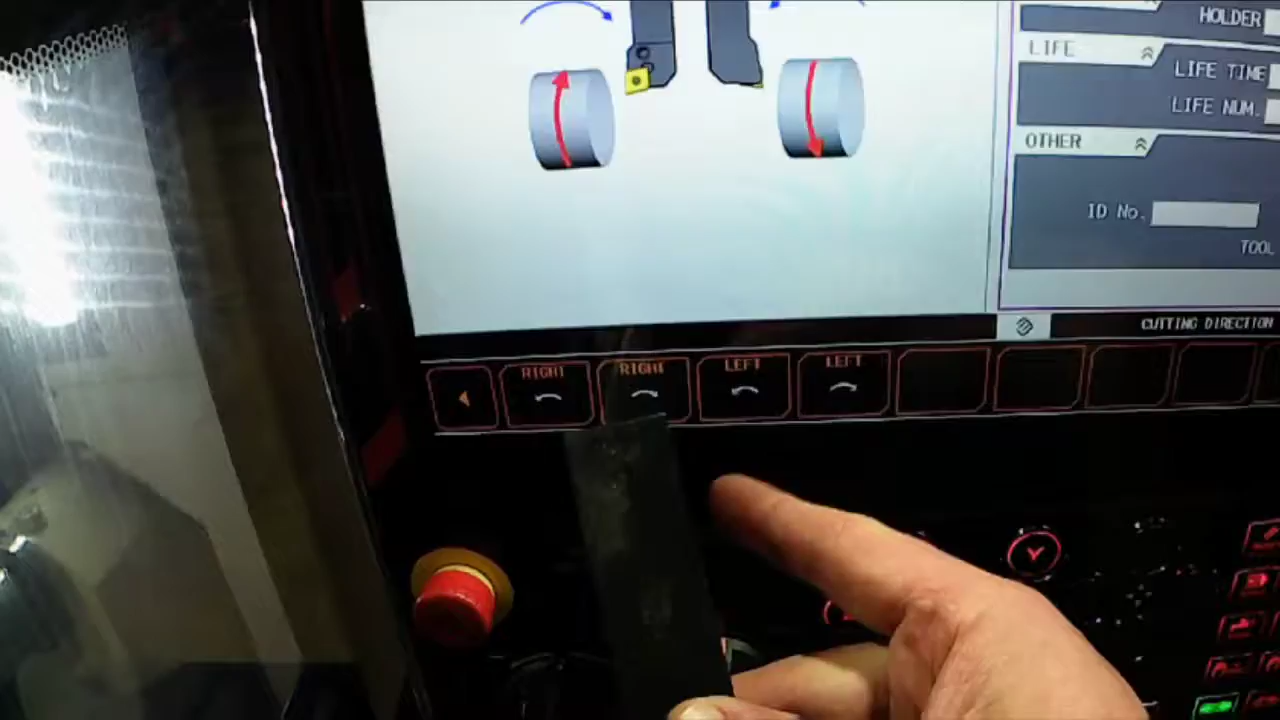 HOLDER
LIFE
LIFE TIME
LIFE NUM.
OTHER
ID No.
TOOL
CUTTING DIRECTION
RIGHT RIGHT LEFT LEFT